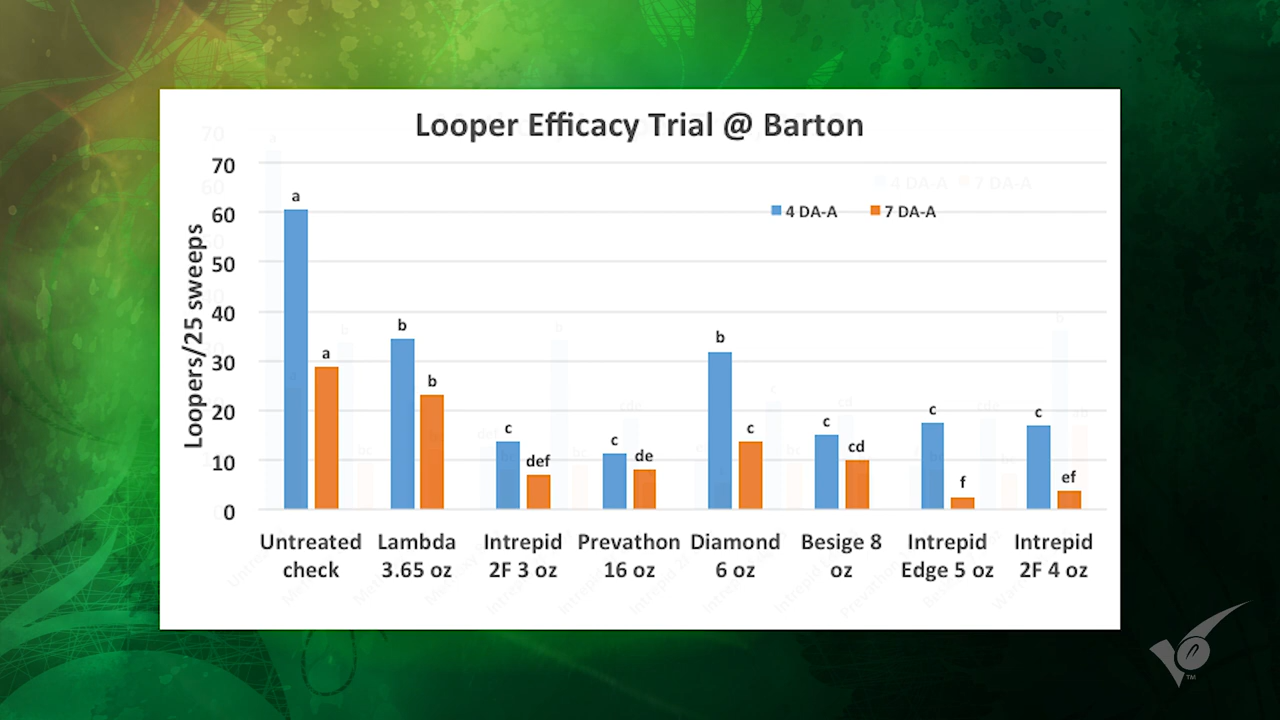 Looper Efficacy Trial @ Barton
70
60
50
40
30
20
10
0
Loopers/25 sweeps
4 DA-A 7 DA-A
a
a
b
b
c
def
c
de
b
c
c
cd
c
f
c
ef
Untreated check
Lambda 3.65 oz
Intrepid 2F 3 oz
Prevathon 16 oz
Diamond 6 oz
Besige 8 oz
Intrepid Edge 5 oz
Intrepid 2F 4 oz
TM